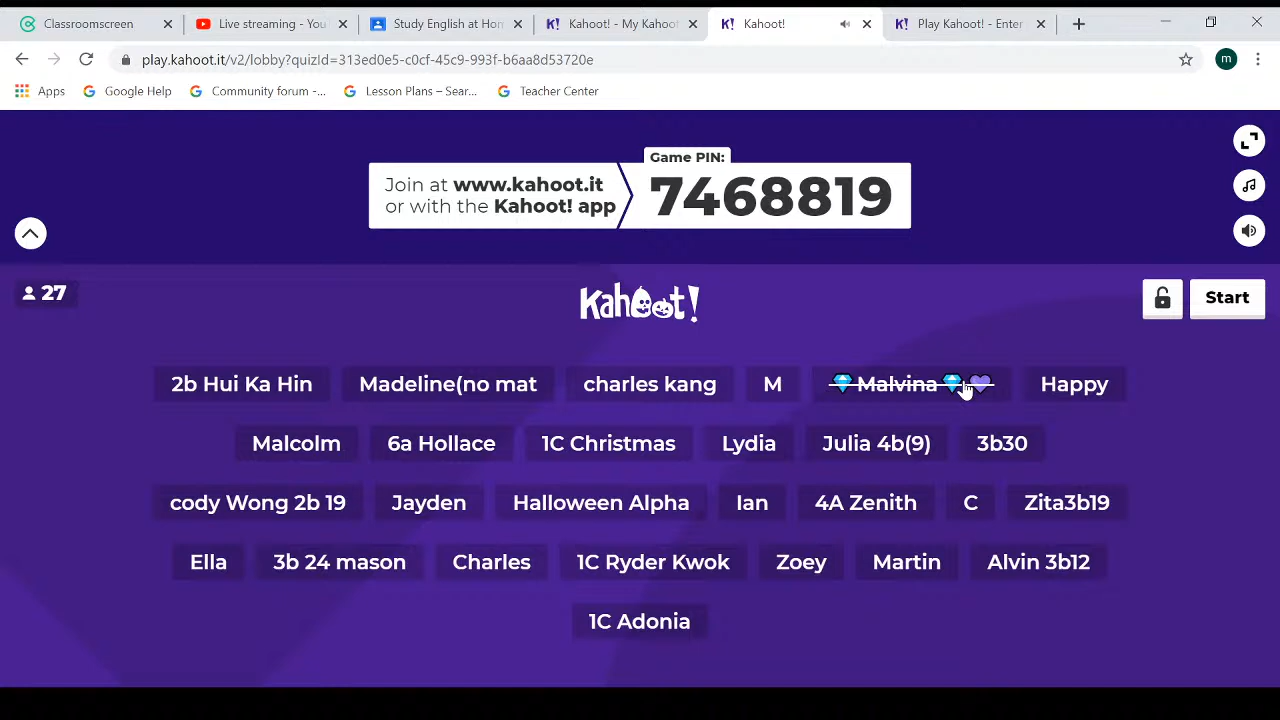 Classroomscreen
Live streaming - You
Study English at Hon
K! Kahoot! - My Kahoot
K! Kahoot!
K! Play Kahoot! - Enter
play.kahoot.it/v2/lobby?quizId=313ed0e5-c0cf-45c9-993f-b6aa8d53720e
m
Apps
Google Help
Community forum -...
Lesson Plans – Sear...
Teacher Center
Game PIN:
Join at www.kahoot.it
or with the Kahoot! app
7468819
27
Kahoot!
Start
2b Hui Ka Hin Madeline(no mat charles kang M 💎 Malvina 💎💜 Happy
Malcolm 6a Hollace 1C Christmas Lydia Julia 4b(9) 3b30
cody Wong 2b 19 Jayden Halloween Alpha Ian 4A Zenith C Zita3b19
Ella 3b 24 mason Charles 1C Ryder Kwok Zoey Martin Alvin 3b12
1C Adonia